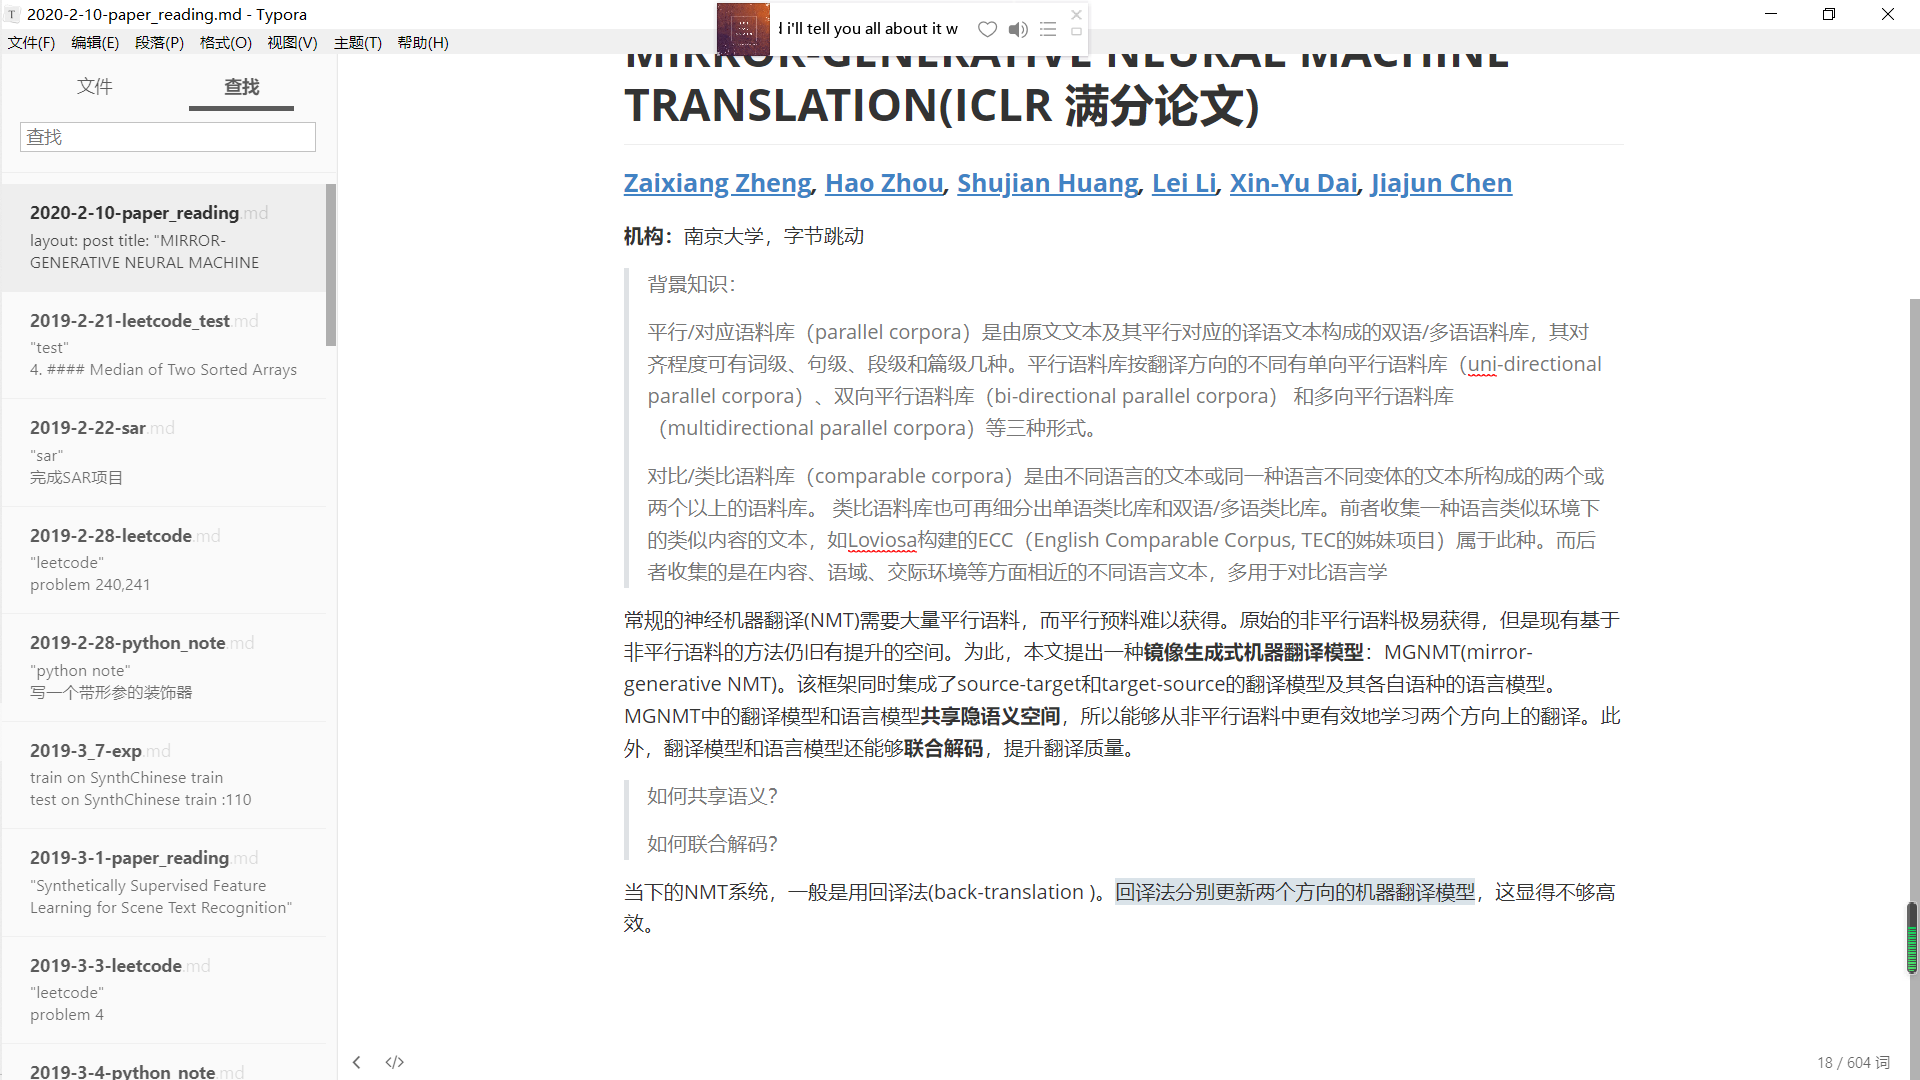 2020-2-10-paper_reading.md - Typora
i'll tell you all about it w
文件(F) 编辑(E) 段落(P) 格式(O) 视图(V) 主题(T) 帮助(H)
文件 查找
查找
2020-2-10-paper_reading.md
layout: post title: "MIRROR-
GENERATIVE NEURAL MACHINE
2019-2-21-leetcode_test.md
"test"
4. #### Median of Two Sorted Arrays
2019-2-22-sar.md
"sar"
完成SAR项目
2019-2-28-leetcode.md
"leetcode"
problem 240,241
2019-2-28-python_note.md
"python note"
写一个带形参的装饰器
2019-3_7-exp.md
train on SynthChinese train
test on SynthChinese train :110
2019-3-1-paper_reading.md
"Synthetically Supervised Feature
Learning for Scene Text Recognition"
2019-3-3-leetcode.md
"leetcode"
problem 4
2019-3-4-python_note.md
MIRROR-GENERATIVE NEURAL MACHINE
TRANSLATION(ICLR 满分论文)
Zaixiang Zheng, Hao Zhou, Shujian Huang, Lei Li, Xin-Yu Dai, Jiajun Chen
机构：南京大学，字节跳动
背景知识：
平行/对应语料库（parallel corpora）是由原文文本及其平行对应的译语文本构成的双语/多语语料库，其对
齐程度可有词级、句级、段级和篇级几种。平行语料库按翻译方向的不同有单向平行语料库（uni-directional
parallel corpora）、双向平行语料库（bi-directional parallel corpora） 和多向平行语料库
（multidirectional parallel corpora）等三种形式。
对比/类比语料库（comparable corpora）是由不同语言的文本或同一种语言不同变体的文本所构成的两个或
两个以上的语料库。 类比语料库也可再细分出单语类比库和双语/多语类比库。前者收集一种语言类似环境下
的类似内容的文本，如Loviosa构建的ECC（English Comparable Corpus, TEC的姊妹项目）属于此种。而后
者收集的是在内容、语域、交际环境等方面相近的不同语言文本，多用于对比语言学
常规的神经机器翻译(NMT)需要大量平行语料，而平行预料难以获得。原始的非平行语料极易获得，但是现有基于
非平行语料的方法仍旧有提升的空间。为此，本文提出一种镜像生成式机器翻译模型：MGNMT(mirror-
generative NMT)。该框架同时集成了source-target和target-source的翻译模型及其各自语种的语言模型。
MGNMT中的翻译模型和语言模型共享隐语义空间，所以能够从非平行语料中更有效地学习两个方向上的翻译。此
外，翻译模型和语言模型还能够联合解码，提升翻译质量。
如何共享语义？
如何联合解码？
当下的NMT系统，一般是用回译法(back-translation )。回译法分别更新两个方向的机器翻译模型，这显得不够高
效。
18 / 604 词